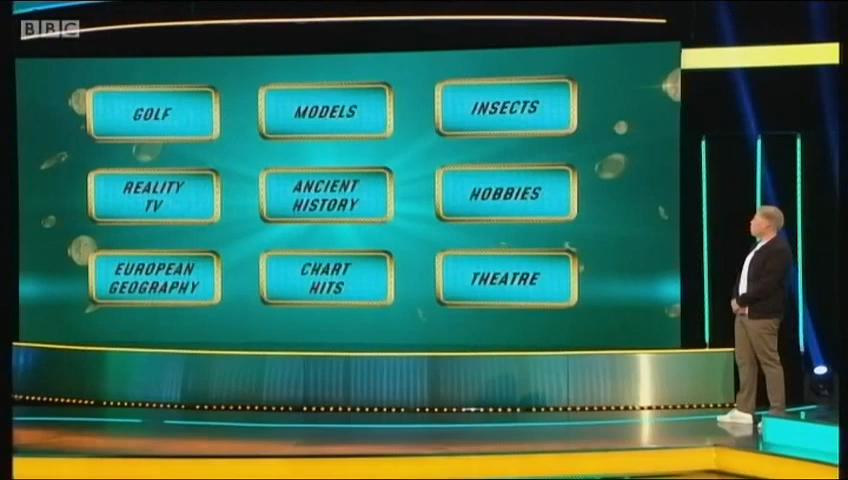 BBC
GOLF
MODELS
INSECTS
REALITY
TV
ANCIENT
HISTORY
HOBBIES
EUROPEAN
GEOGRAPHY
CHART
HITS
THEATRE